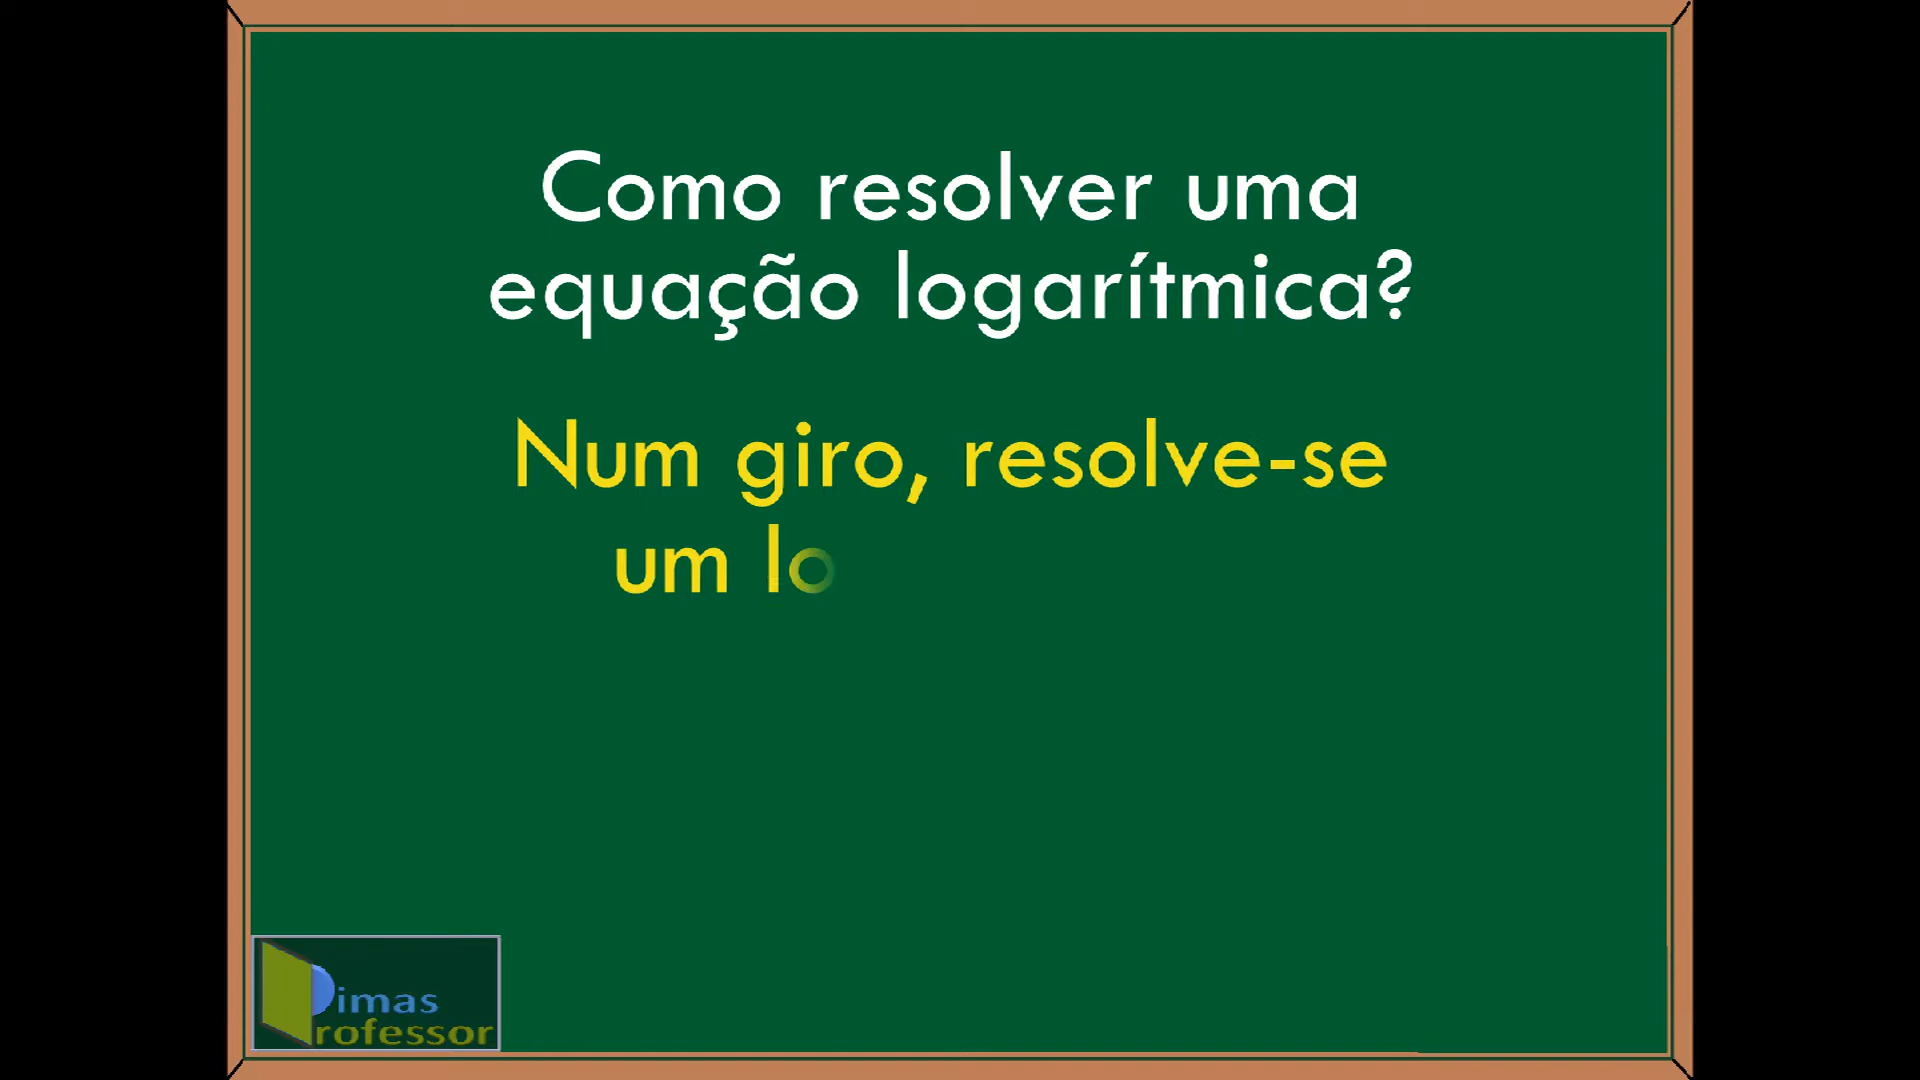 Como resolver uma
equação logarítmica?
Num giro, resolve-se
um lo
Dimas
Professor